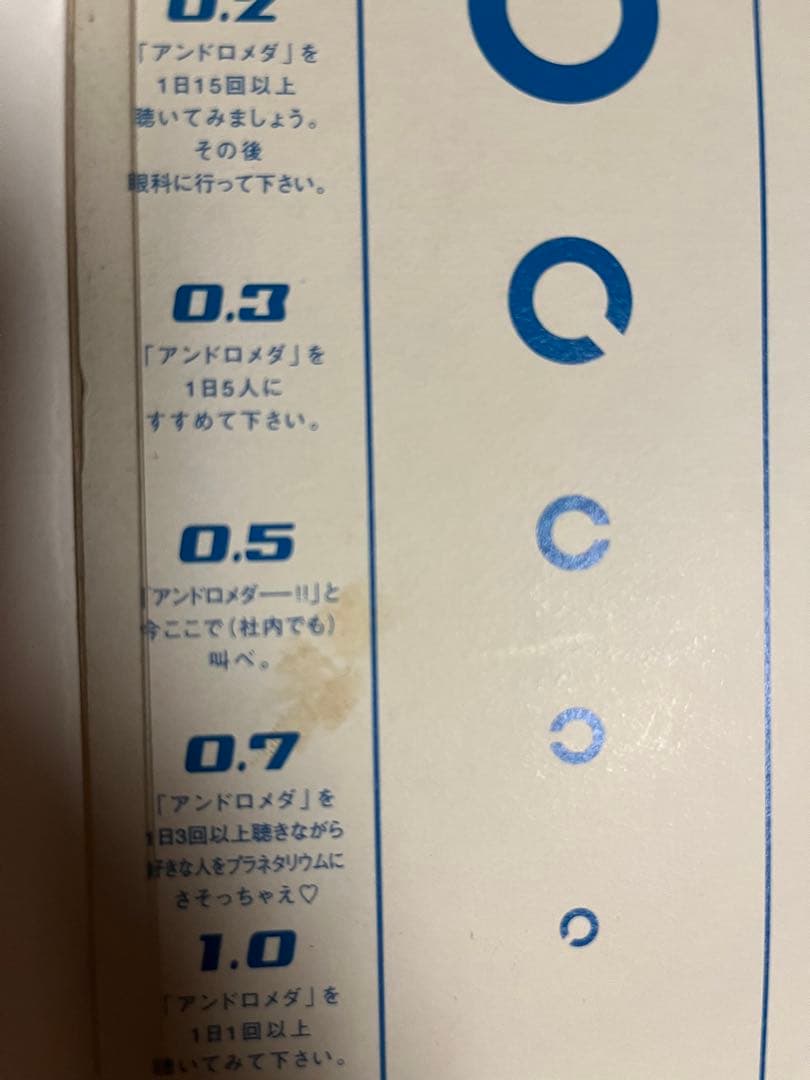 0.2
「アンドロメダ」を
1日15回以上
聴いてみましょう。
その後
眼科に行って下さい。
0.3
「アンドロメダ」を
1日5人に
すすめて下さい。
0.5
「アンドロメダー━!!」と
今ここで(社内でも)
叫べ。
0.7
「アンドロメダ」を
1日3回以上聴きながら
好きな人をプラネタリウムに
さそっちゃえ♡
1.0
「アンドロメダ」を
1日1回以上
聴いてみて下さい。